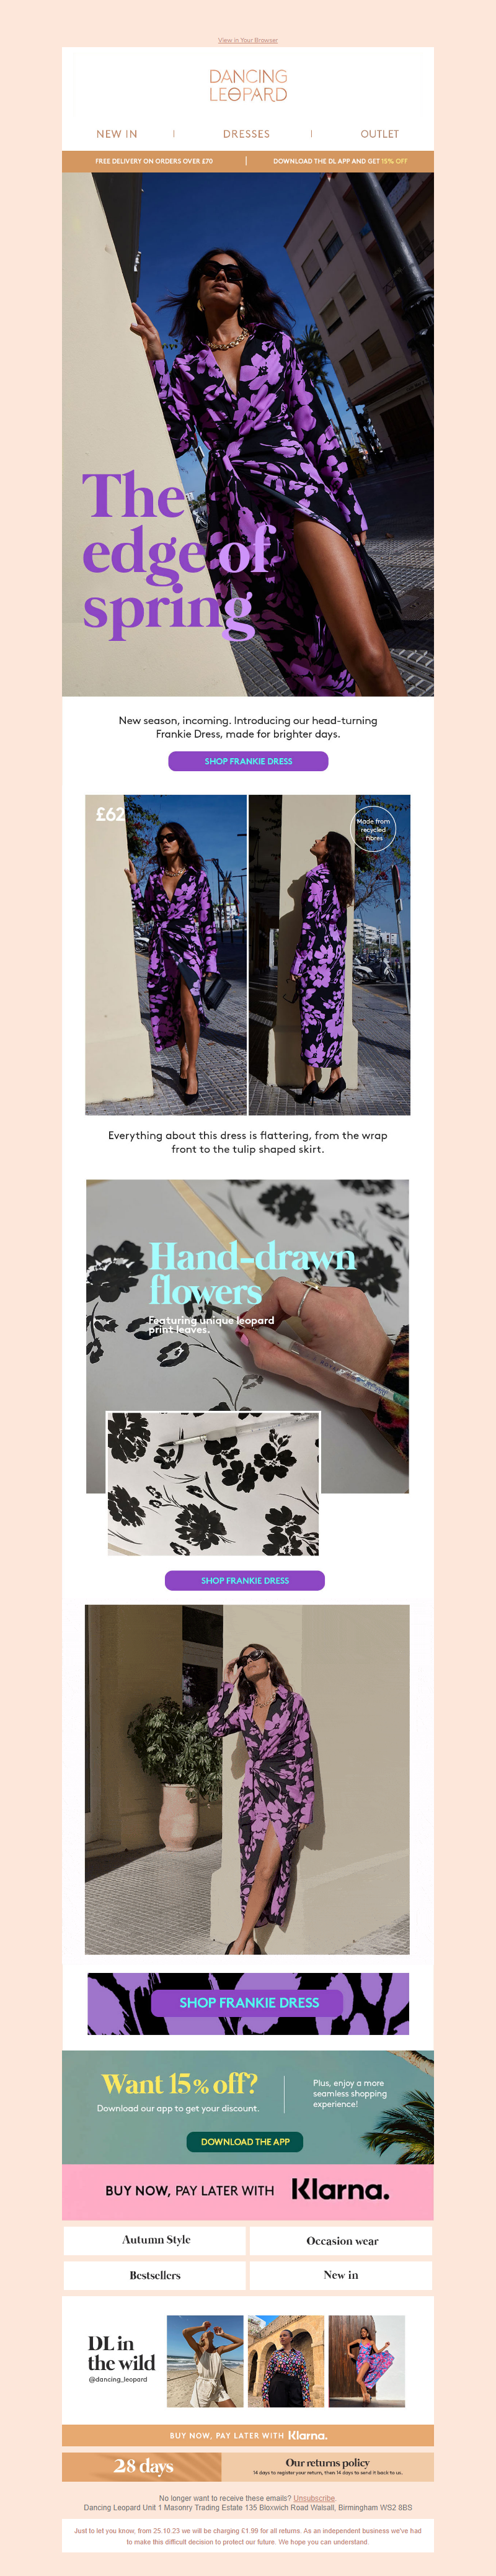 View in Your Browser
DANCING
LEOPARD
NEW IN | DRESSES | OUTLET
FREE DELIVERY ON ORDERS OVER £70 | DOWNLOAD THE DL APP AND GET 15% OFF
The
edge of
spring
New season, incoming. Introducing our head-turning
Frankie Dress, made for brighter days.
SHOP FRANKIE DRESS
£62
Made from
recycled
fibres
Everything about this dress is flattering, from the wrap
front to the tulip shaped skirt.
Hand-drawn
flowers
Featuring unique leopard
print leaves.
SHOP FRANKIE DRESS
SHOP FRANKIE DRESS
Want 15% off?
Download our app to get your discount.
Plus, enjoy a more
seamless shopping
experience!
DOWNLOAD THE APP
BUY NOW, PAY LATER WITH Klarna.
Autumn Style
Occasion wear
Bestsellers
New in
DL in
the wild
@dancing_leopard
BUY NOW, PAY LATER WITH Klarna.
28 days
Our returns policy
14 days to register your return, then 14 days to send it back to us.
No longer want to receive these emails? Unsubscribe.
Dancing Leopard Unit 1 Masonry Trading Estate 135 Bloxwich Road Walsall, Birmingham WS2 8BS
Just to let you know, from 25.10.23 we will be charging £1.99 for all returns. As an independent business we've had
to make this difficult decision to protect our future. We hope you can understand.